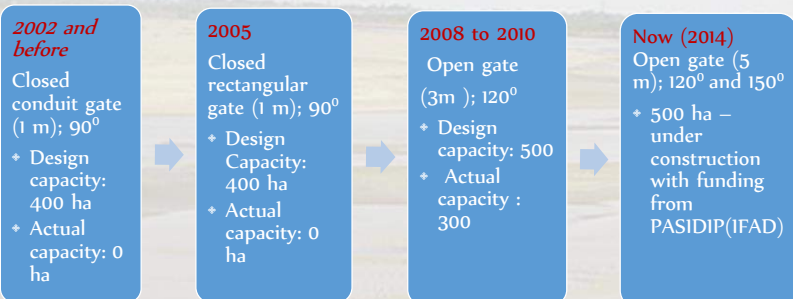 2002 and
before
Closed
conduit gate
(1 m); 90⁰
* Design
capacity:
400 ha
* Actual
capacity: 0
ha
2005
Closed
rectangular
gate (1 m); 90⁰
* Design
Capacity:
400 ha
* Actual
capacity: 0
ha
2008 to 2010
Open gate
(3m ); 120⁰
* Design
capacity: 500
* Actual
capacity :
300
Now (2014)
Open gate (5
m); 120⁰ and 150⁰
* 500 ha –
under
construction
with funding
from
PASIDIP(IFAD)